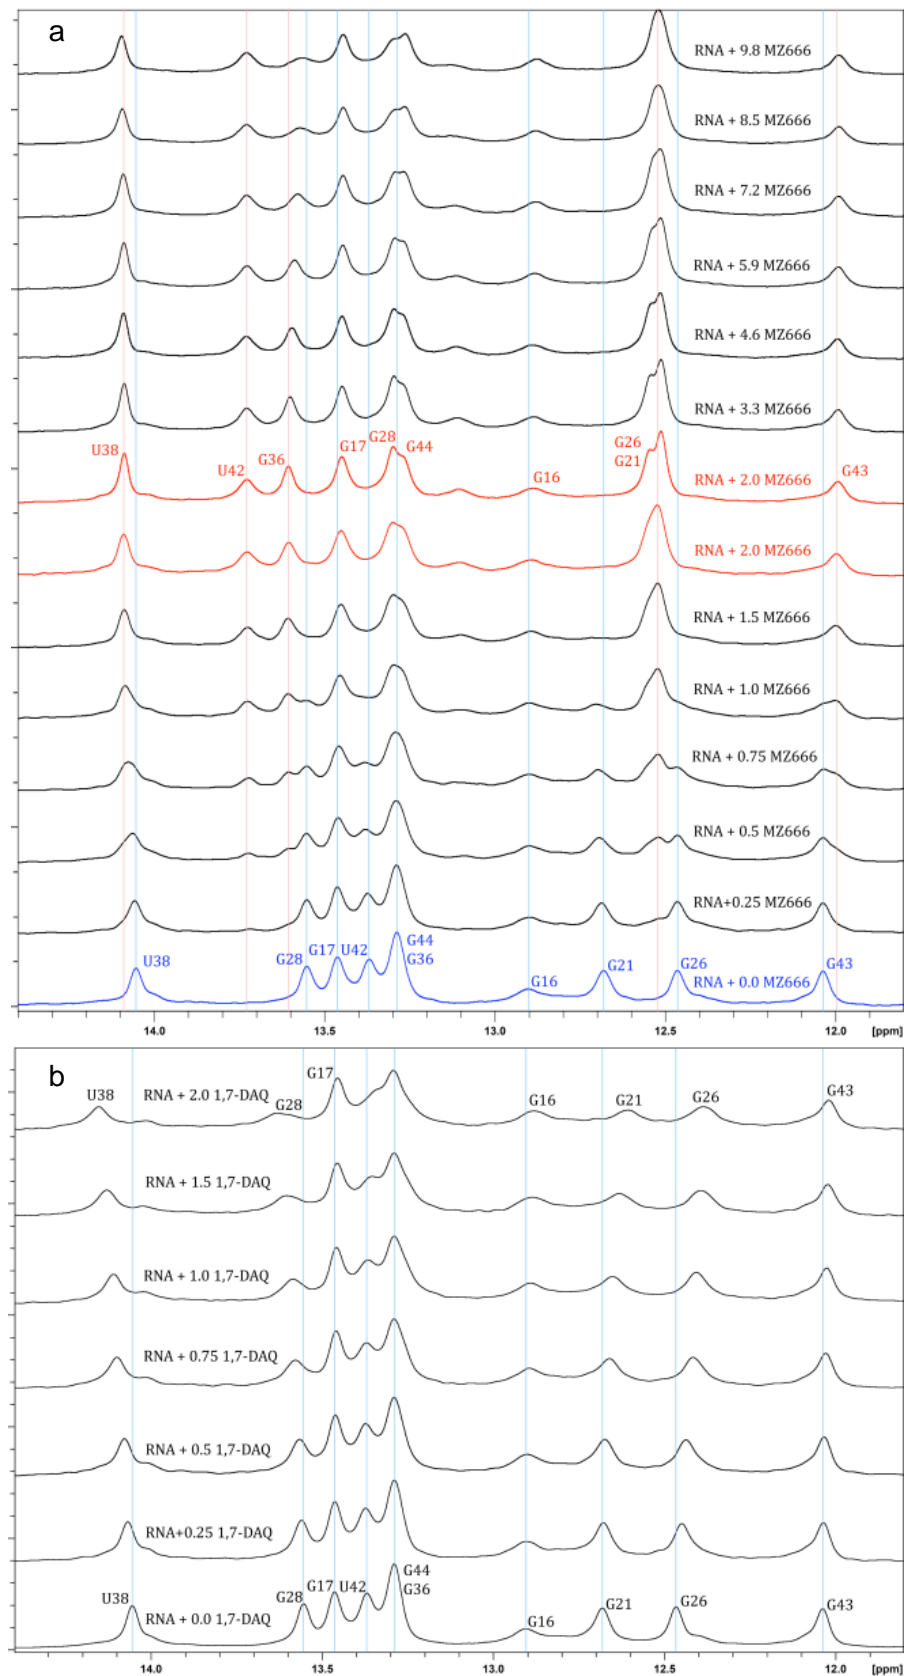 a
RNA + 9.8 MZ666
RNA + 8.5 MZ666
RNA + 7.2 MZ666
RNA + 5.9 MZ666
RNA + 4.6 MZ666
RNA + 3.3 MZ666
U38
U42
G36
G17
G28
G44
G16
G26
G21
G43
RNA + 2.0 MZ666
RNA + 2.0 MZ666
RNA + 1.5 MZ666
RNA + 1.0 MZ666
RNA + 0.75 MZ666
RNA + 0.5 MZ666
RNA+0.25 MZ666
U38
G28
G17
U42
G44
G36
G16
G21
G26
G43
RNA + 0.0 MZ666
14.0 13.5 13.0 12.5 12.0 [ppm]
b
U38
RNA + 2.0 1,7-DAQ
G28
G17
G16
G21
G26
G43
RNA + 1.5 1,7-DAQ
RNA + 1.0 1,7-DAQ
RNA + 0.75 1,7-DAQ
RNA + 0.5 1,7-DAQ
RNA+0.25 1,7-DAQ
U38
RNA + 0.0 1,7-DAQ
G28
G17
U42
G44
G36
G16
G21
G26
G43
14.0 13.5 13.0 12.5 12.0 [ppm]